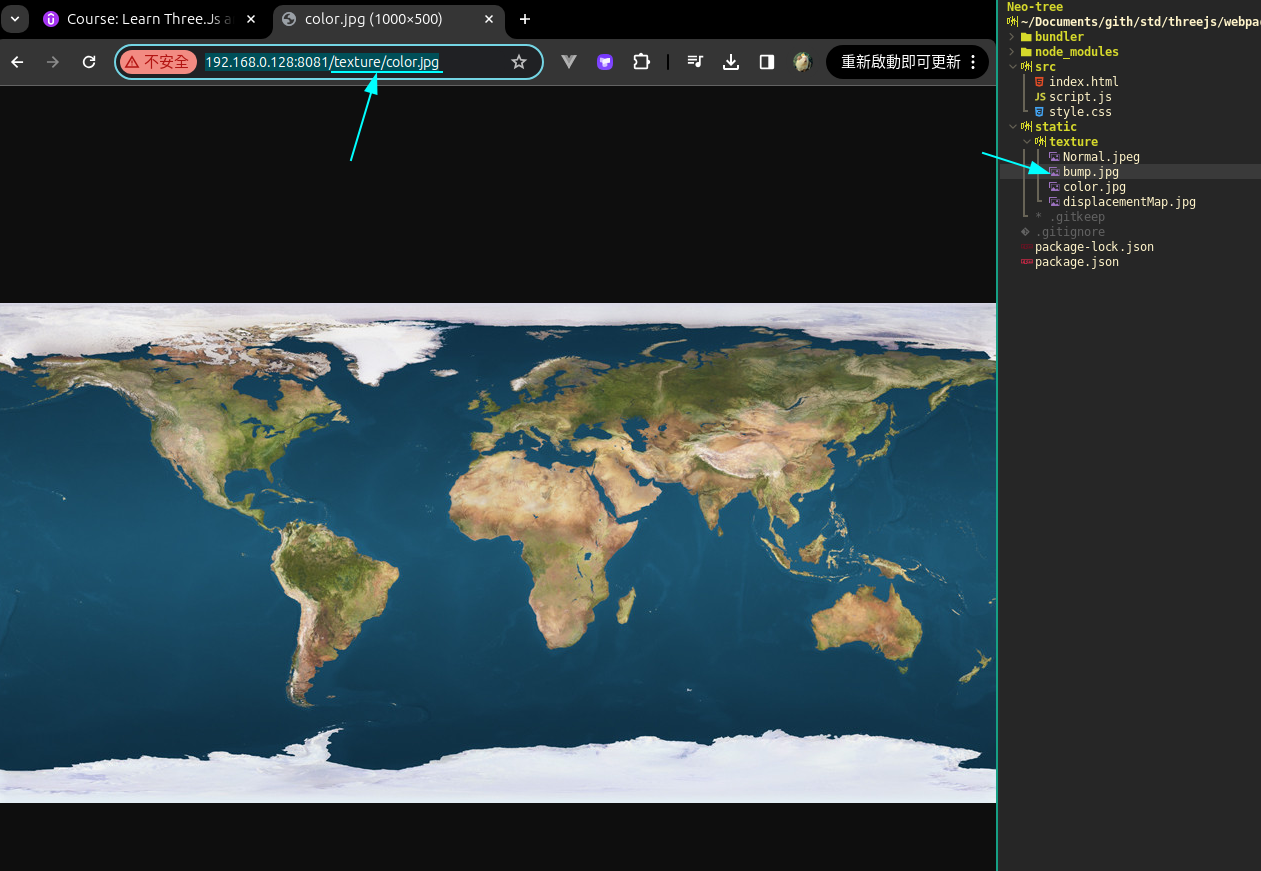 Course: Learn Three.Js a
color.jpg (1000×500)
不安全
192.168.0.128:8081/texture/color.jpg
重新啟動即可更新
Neo-tree
~/Documents/gith/std/threejs/webpa
bundler
node_modules
src
index.html
JS script.js
style.css
static
texture
Normal.jpeg
bump.jpg
color.jpg
displacementMap.jpg
* .gitkeep
.gitignore
package-lock.json
package.json